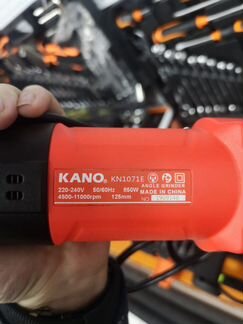 KANO® KN1071E
ANGLE GRINDER
220-240V 50/60Hz 850W
MADE IN CHINA
4500-11000rpm 125mm
NO